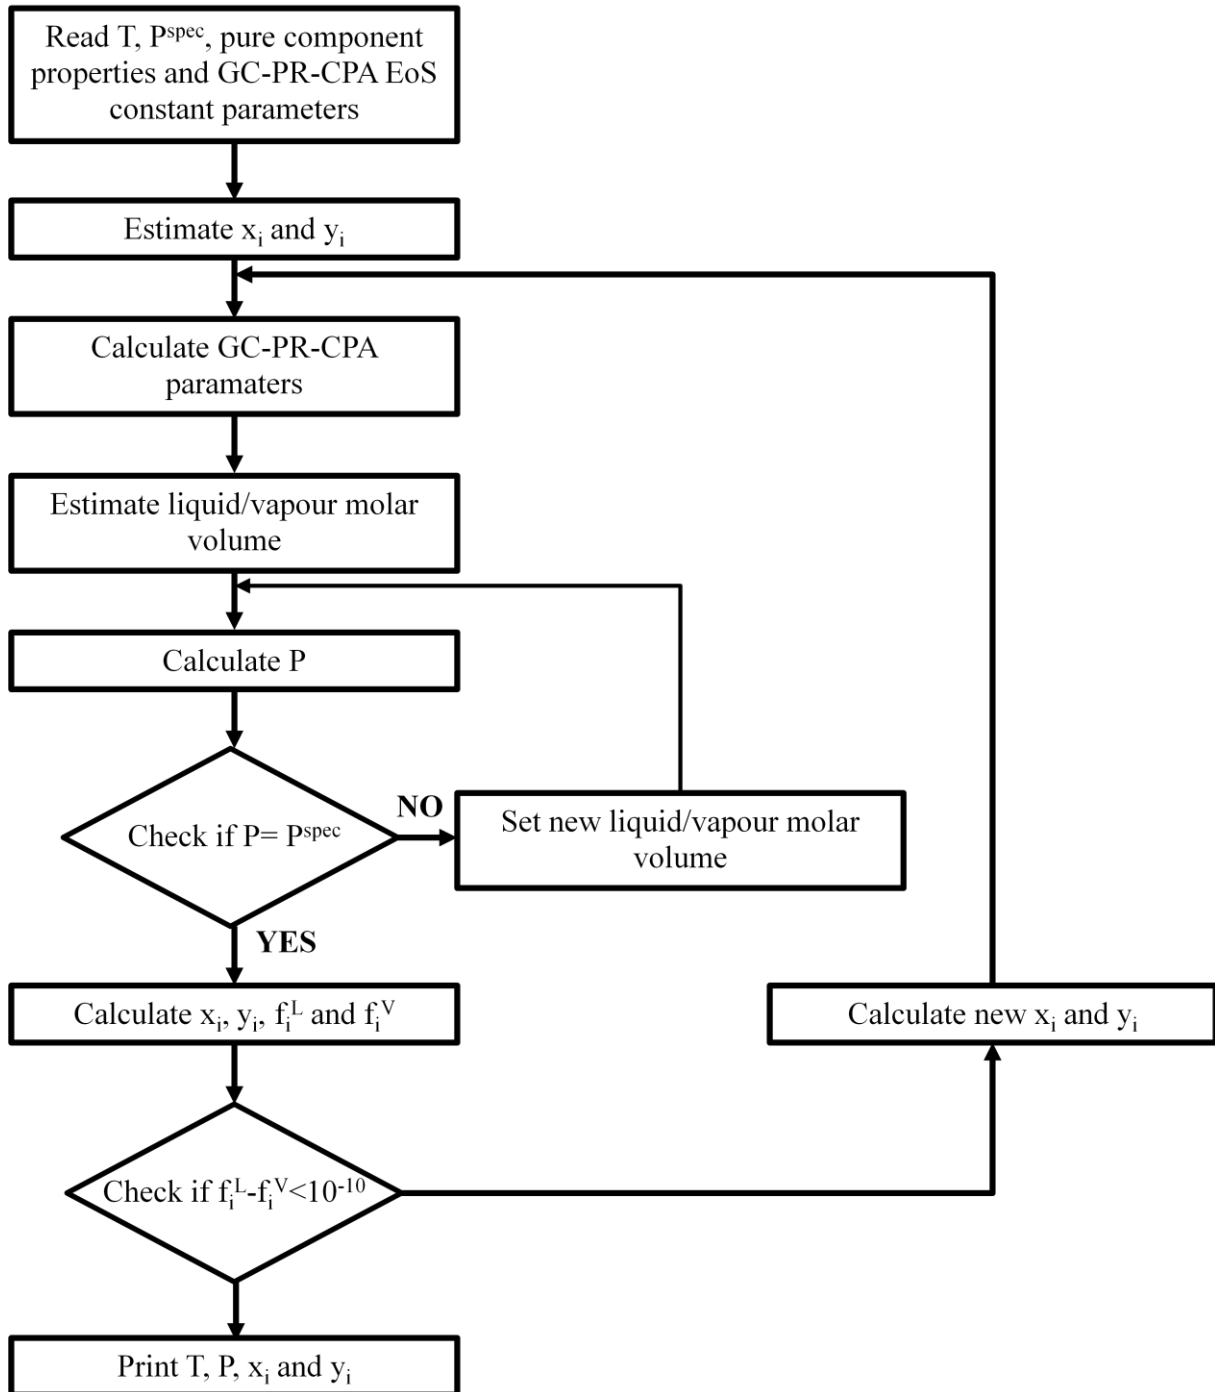 Read T, Pˢᵖᵉᶜ, pure component
properties and GC-PR-CPA EoS
constant parameters
Estimate xᵢ and yᵢ
Calculate GC-PR-CPA
paramaters
Estimate liquid/vapour molar
volume
Calculate P
Check if P= Pˢᵖᵉᶜ
NO
Set new liquid/vapour molar
volume
YES
Calculate xᵢ, yᵢ, fᵢᴸ and fᵢⱽ
Calculate new xᵢ and yᵢ
Check if fᵢᴸ-fᵢⱽ<10⁻¹⁰
Print T, P, xᵢ and yᵢ